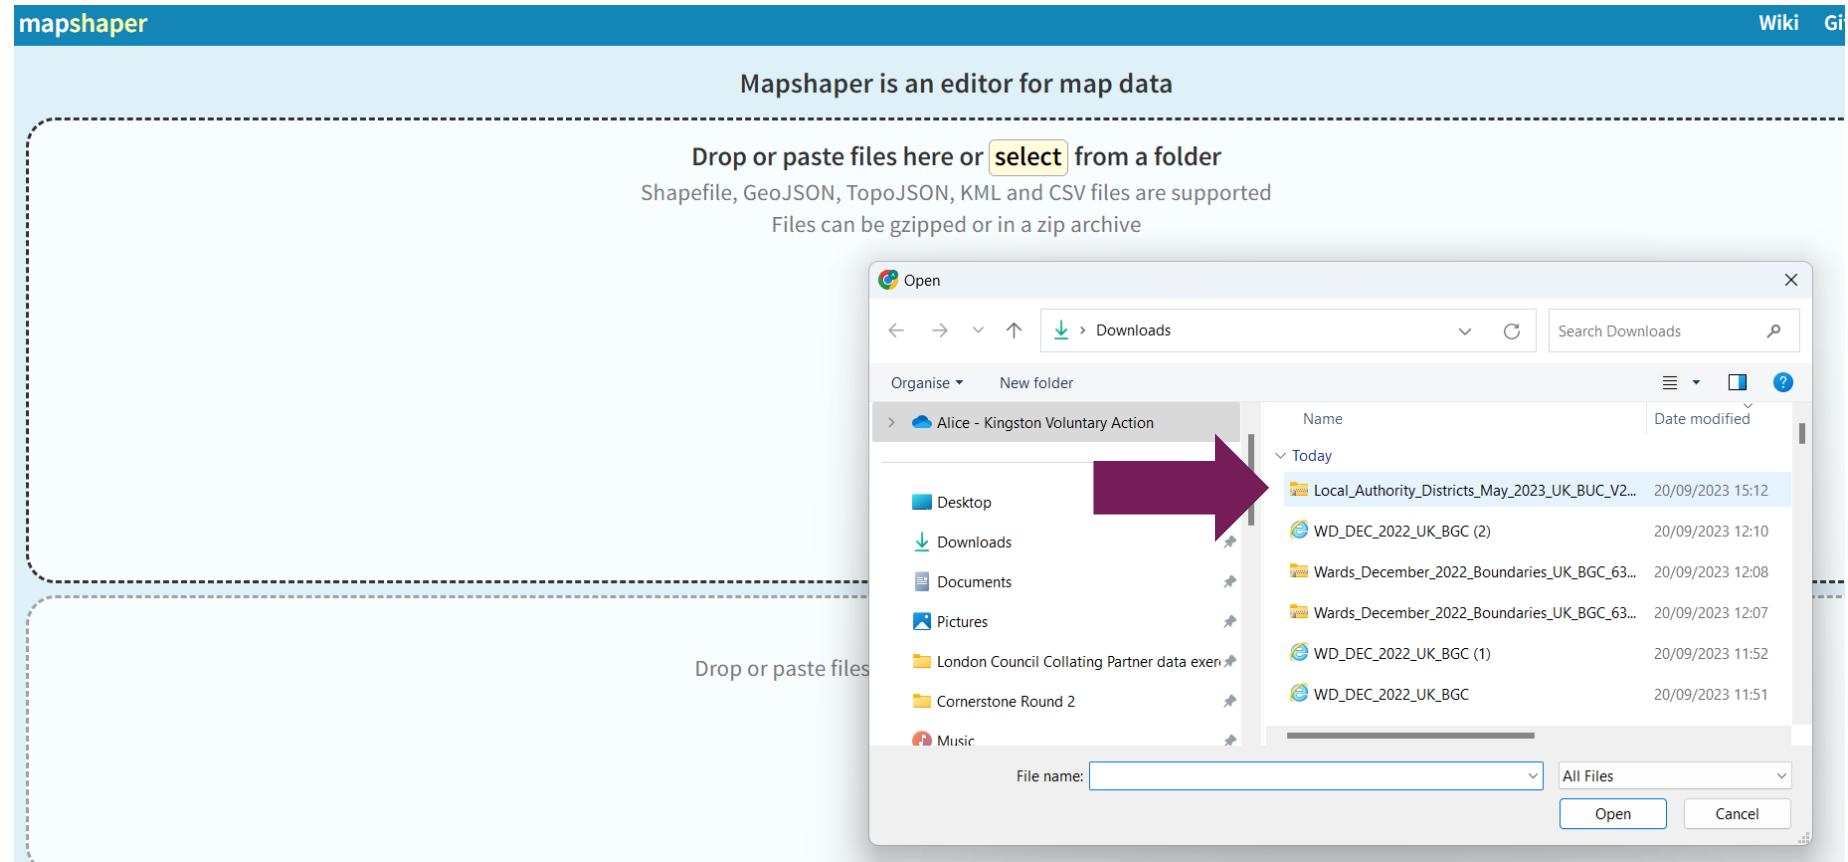 mapshaper
Wiki Gi
Mapshaper is an editor for map data
Drop or paste files here or select from a folder
Shapefile, GeoJSON, TopoJSON, KML and CSV files are supported
Files can be gzipped or in a zip archive
Drop or paste files
Open
Downloads
Search Downloads
Organise New folder
Alice - Kingston Voluntary Action
Desktop
Downloads
Documents
Pictures
London Council Collating Partner data exer
Cornerstone Round 2
Music
Name Date modified
Today
Local_Authority_Districts_May_2023_UK_BUC_V2... 20/09/2023 15:12
WD_DEC_2022_UK_BGC (2) 20/09/2023 12:10
Wards_December_2022_Boundaries_UK_BGC_63... 20/09/2023 12:08
Wards_December_2022_Boundaries_UK_BGC_63... 20/09/2023 12:07
WD_DEC_2022_UK_BGC (1) 20/09/2023 11:52
WD_DEC_2022_UK_BGC 20/09/2023 11:51
File name: All Files
Open Cancel